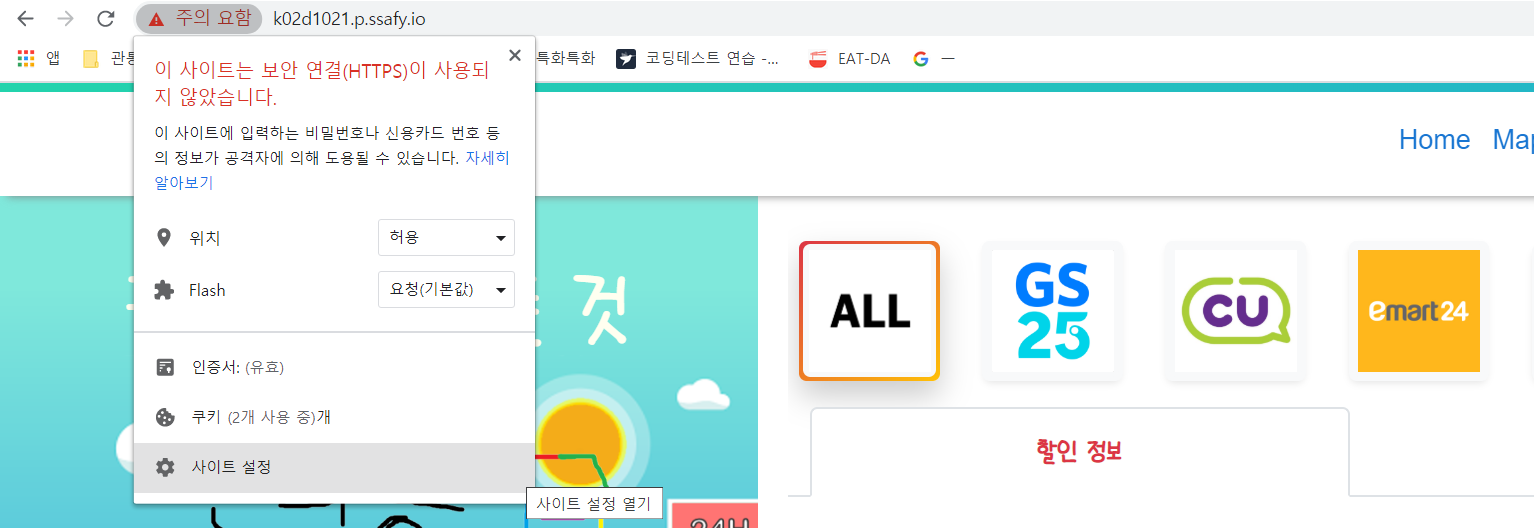 주의 요함
k02d1021.p.ssafy.io
앱
관통
특화특화
코딩테스트 연습 -...
EAT-DA
이 사이트는 보안 연결(HTTPS)이 사용되
지 않았습니다.
이 사이트에 입력하는 비밀번호나 신용카드 번호 등
의 정보가 공격자에 의해 도용될 수 있습니다. 자세히
알아보기
위치
허용
Flash
요청(기본값)
인증서: (유효)
쿠키 (2개 사용 중)개
사이트 설정
사이트 설정 열기
Home
것
ALL
GS
25
CU
emart24
할인 정보
24H